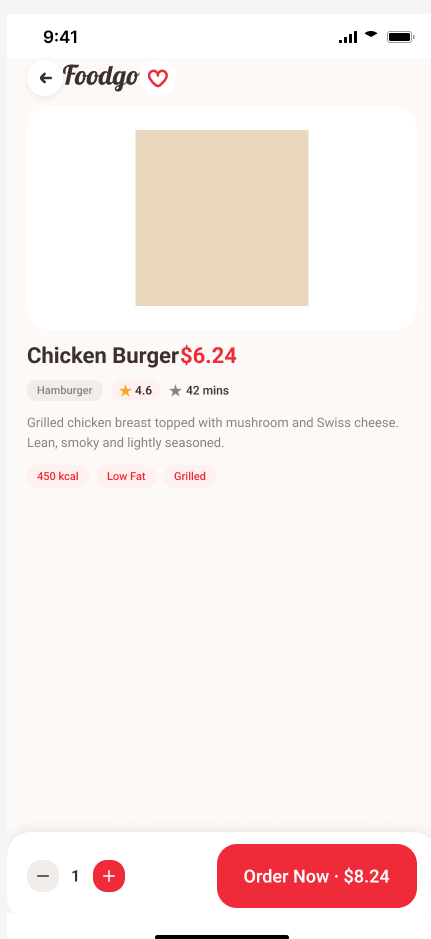 9:41
Foodgo
Chicken Burger $6.24
Hamburger 4.6 42 mins
Grilled chicken breast topped with mushroom and Swiss cheese.
Lean, smoky and lightly seasoned.
450 kcal Low Fat Grilled
1 Order Now · $8.24